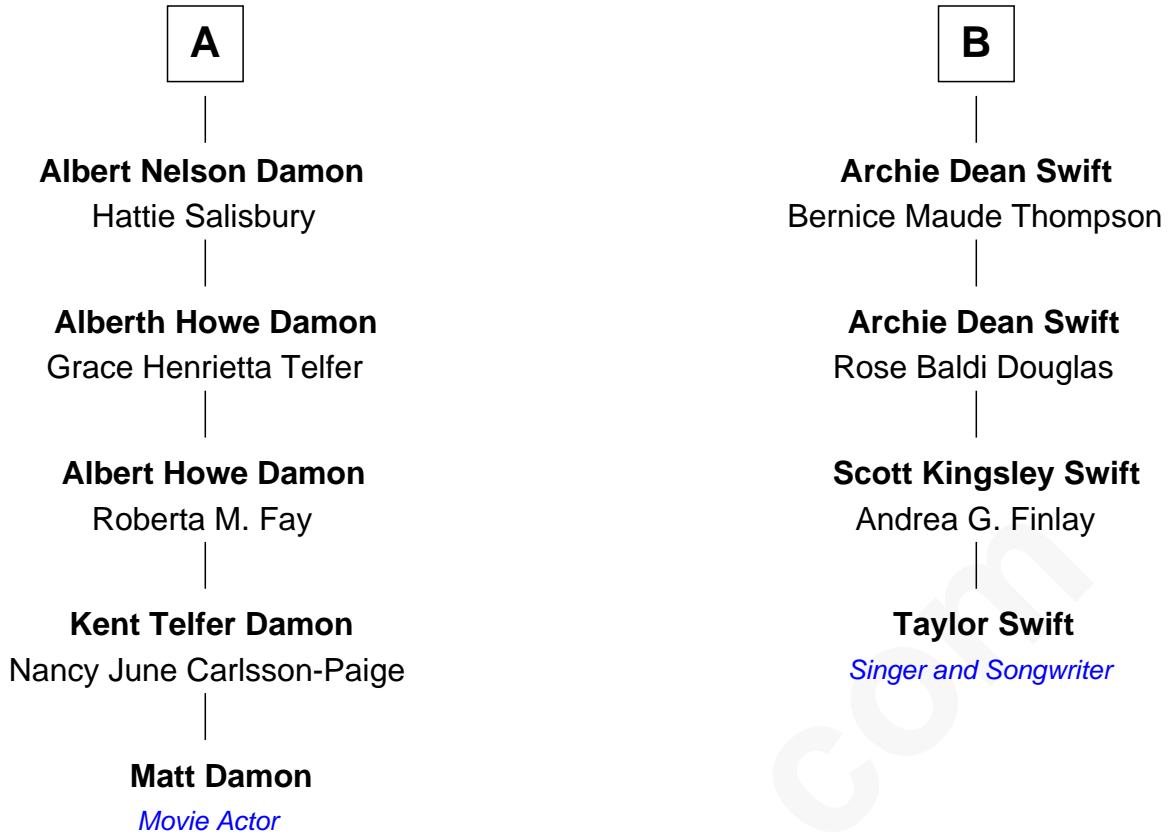 A
B
Albert Nelson Damon
Hattie Salisbury
Archie Dean Swift
Bernice Maude Thompson
Alberth Howe Damon
Grace Henrietta Telfer
Archie Dean Swift
Rose Baldi Douglas
Albert Howe Damon
Roberta M. Fay
Scott Kingsley Swift
Andrea G. Finlay
Kent Telfer Damon
Nancy June Carlsson-Paige
Taylor Swift
Singer and Songwriter
Matt Damon
Movie Actor
com